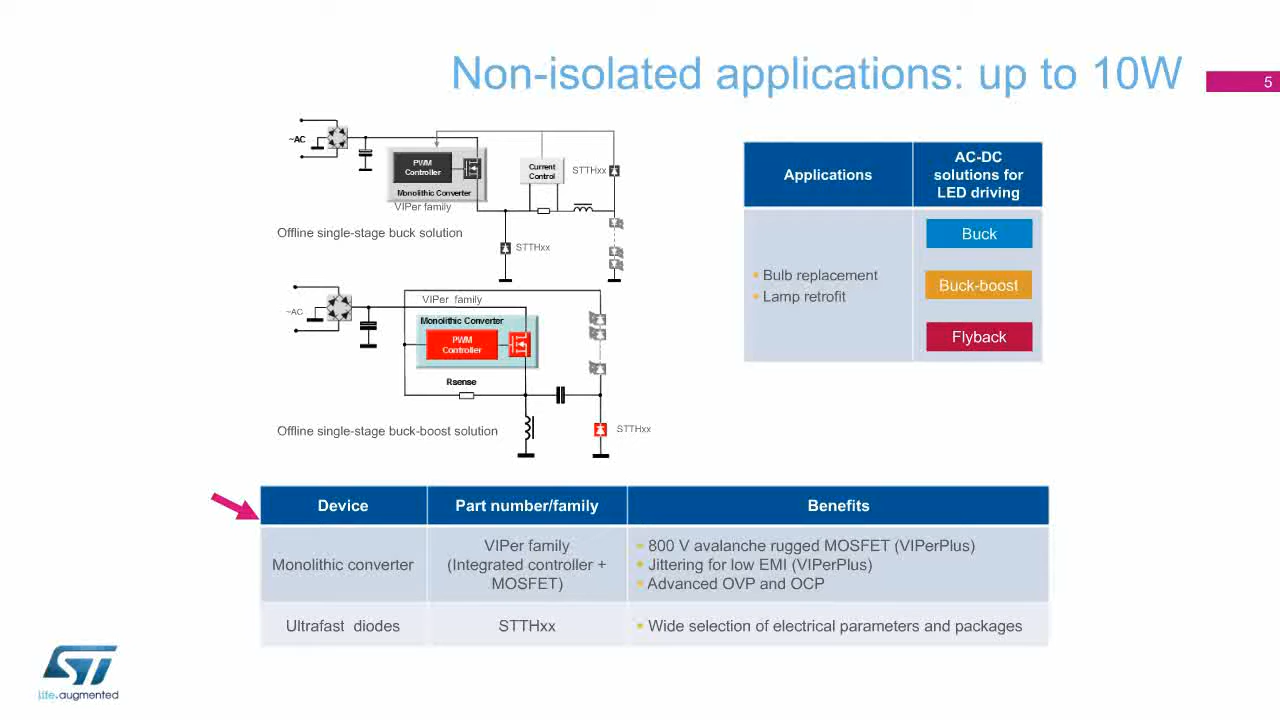 Non-isolated applications: up to 10W
5
~AC
PWM
Controller
Monolithic Converter
VIPer family
Current
Control
STTHxx
STTHxx
Offline single-stage buck solution
~AC
VIPer family
Monolithic Converter
PWM
Controller
Rsense
STTHxx
Offline single-stage buck-boost solution
Applications
AC-DC
solutions for
LED driving
• Bulb replacement
• Lamp retrofit
Buck
Buck-boost
Flyback
Device
Part number/family
Benefits
Monolithic converter
VIPer family
(Integrated controller +
MOSFET)
• 800 V avalanche rugged MOSFET (VIPerPlus)
• Jittering for low EMI (VIPerPlus)
• Advanced OVP and OCP
Ultrafast diodes
STTHxx
• Wide selection of electrical parameters and packages
ST
life.augmented